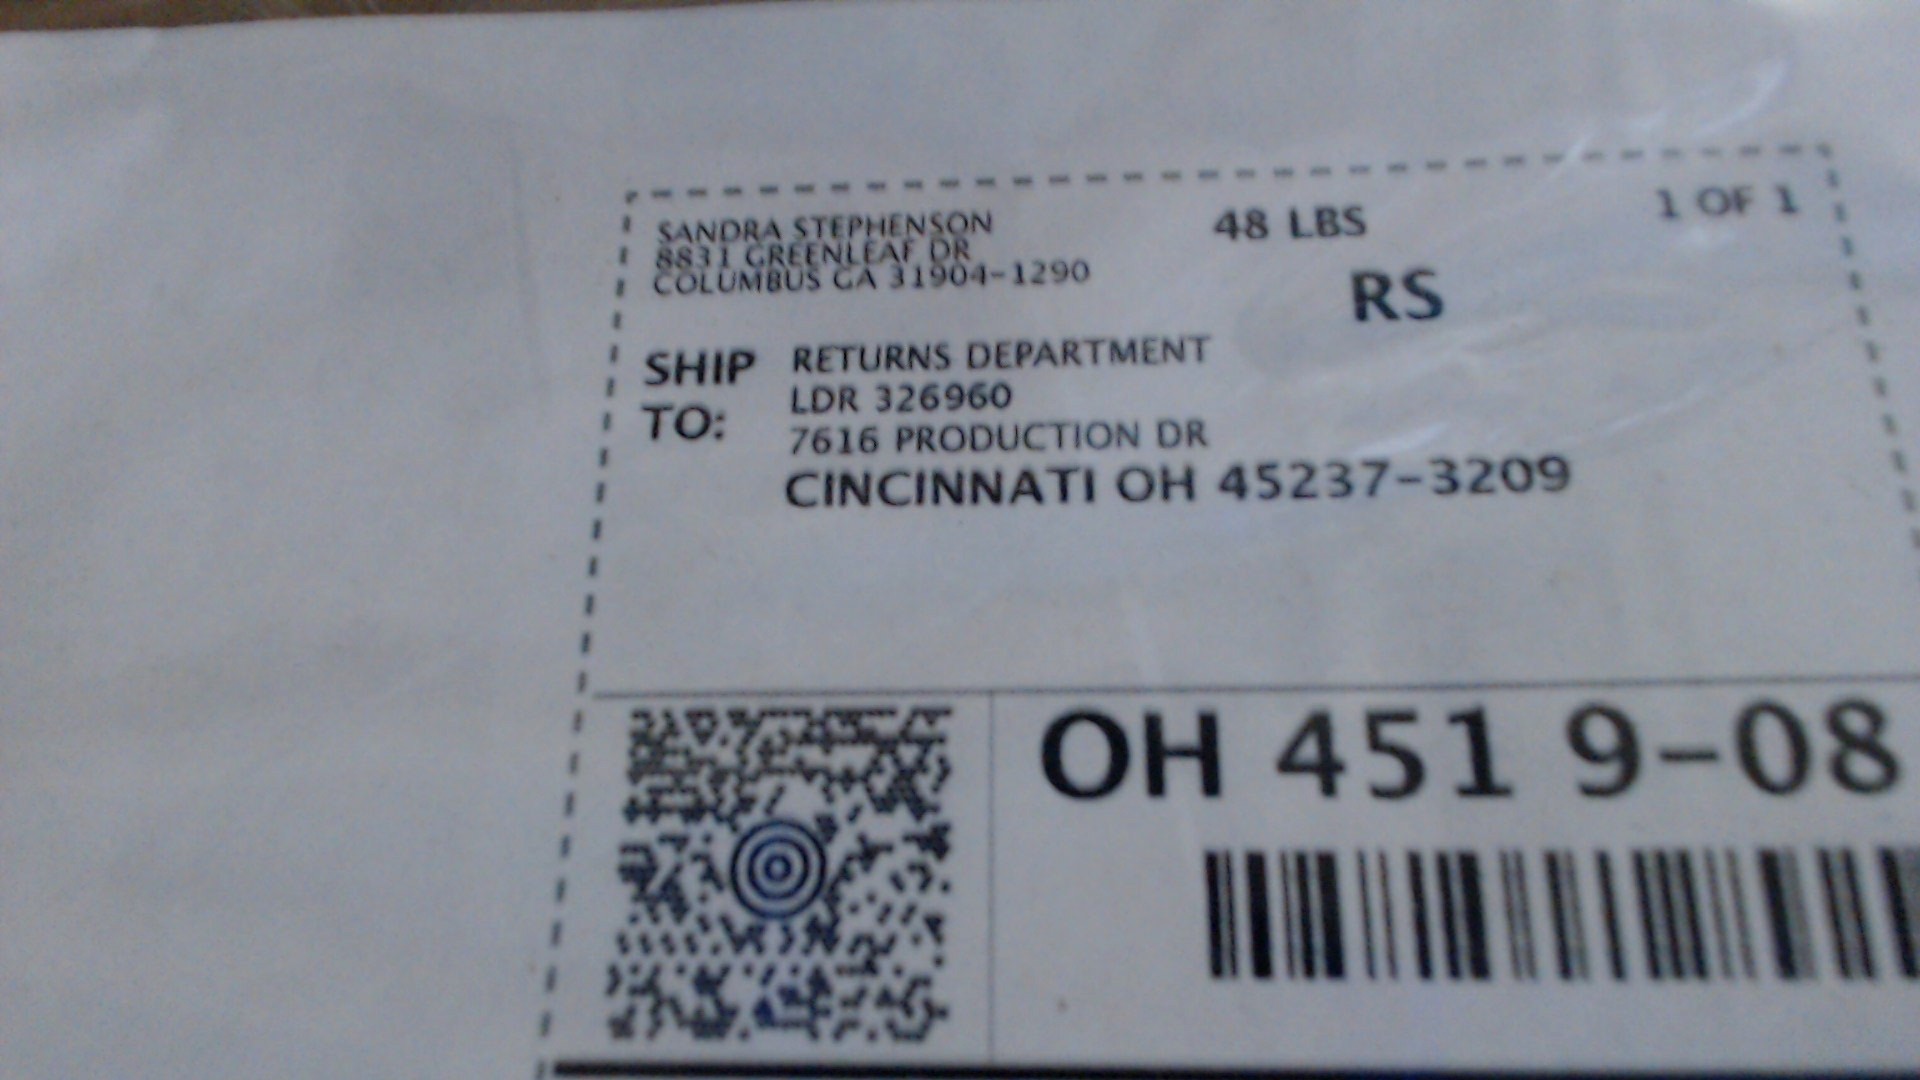 SANDRA STEPHENSON
8831 GREENLEAF DR
COLUMBUS GA 31904-1290
48 LBS
1 OF 1
RS
SHIP TO:
RETURNS DEPARTMENT
LDR 326960
7616 PRODUCTION DR
CINCINNATI OH 45237-3209
OH 451 9-08